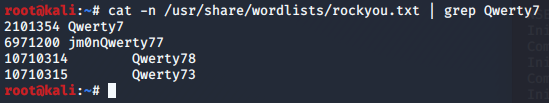 root@kali:~# cat -n /usr/share/wordlists/rockyou.txt | grep Qwerty7
2101354 Qwerty7
6971200 jm0nQwerty77
10710314        Qwerty78
10710315        Qwerty73
root@kali:~#